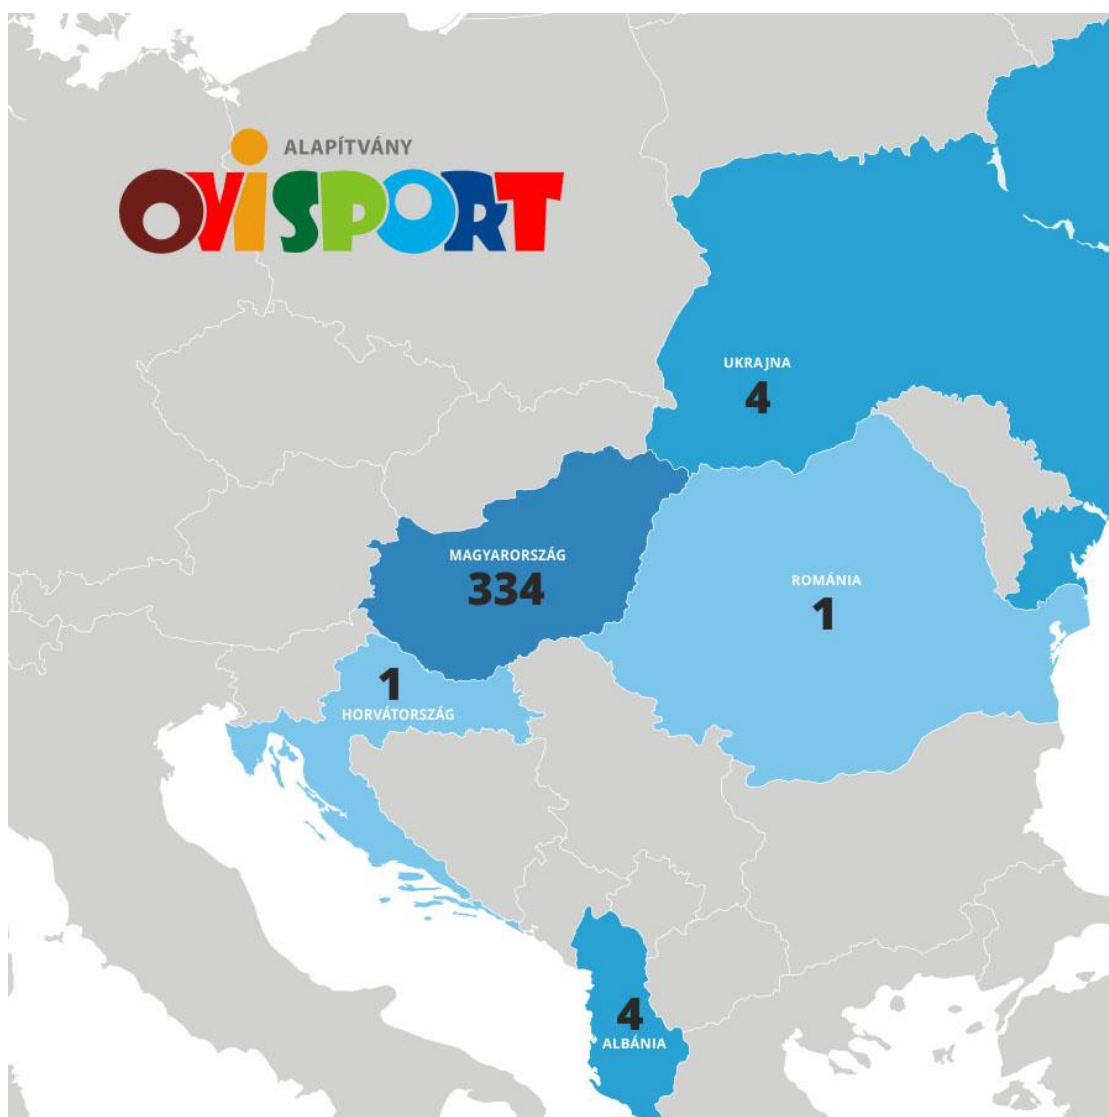 ALAPÍTVÁNY
OVISPORT
UKRAJNA
4
MAGYARORSZÁG
334
ROMÁNIA
1
1
HORVÁTORSZÁG
4
ALBÁNIA